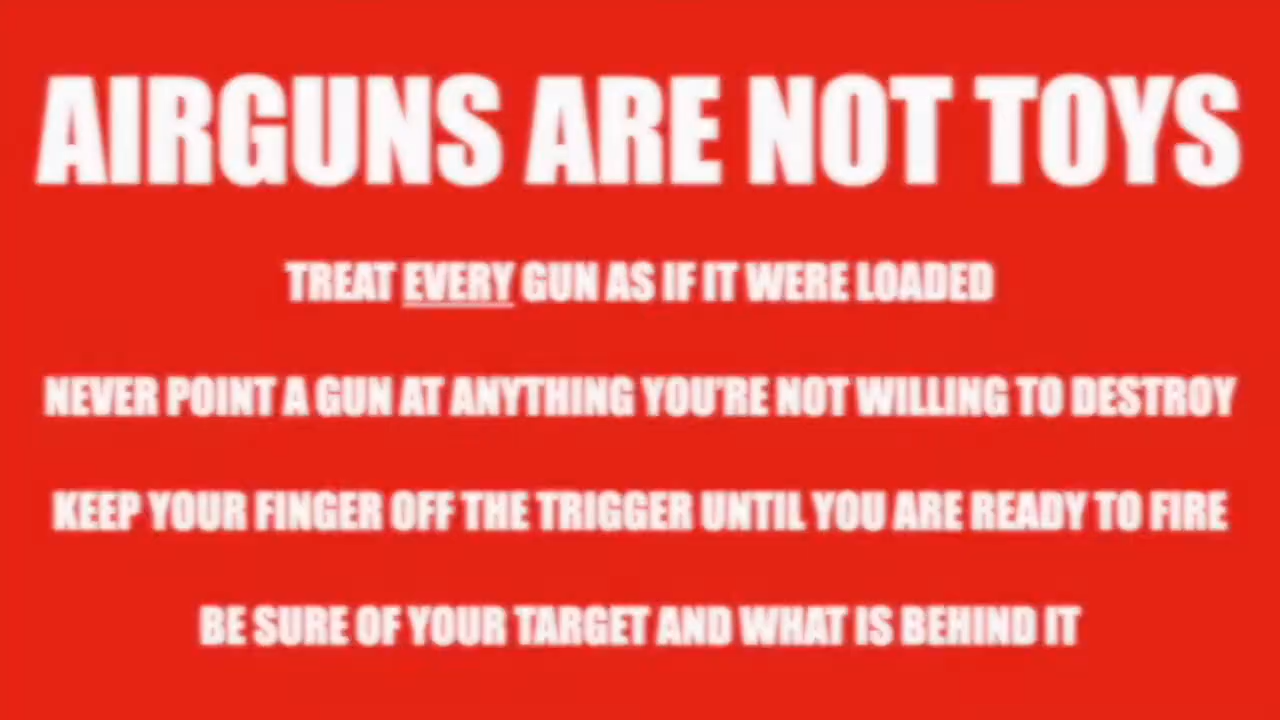 AIRGUNS ARE NOT TOYS
TREAT EVERY GUN AS IF IT WERE LOADED
NEVER POINT A GUN AT ANYTHING YOU'RE NOT WILLING TO DESTROY
KEEP YOUR FINGER OFF THE TRIGGER UNTIL YOU ARE READY TO FIRE
BE SURE OF YOUR TARGET AND WHAT IS BEHIND IT